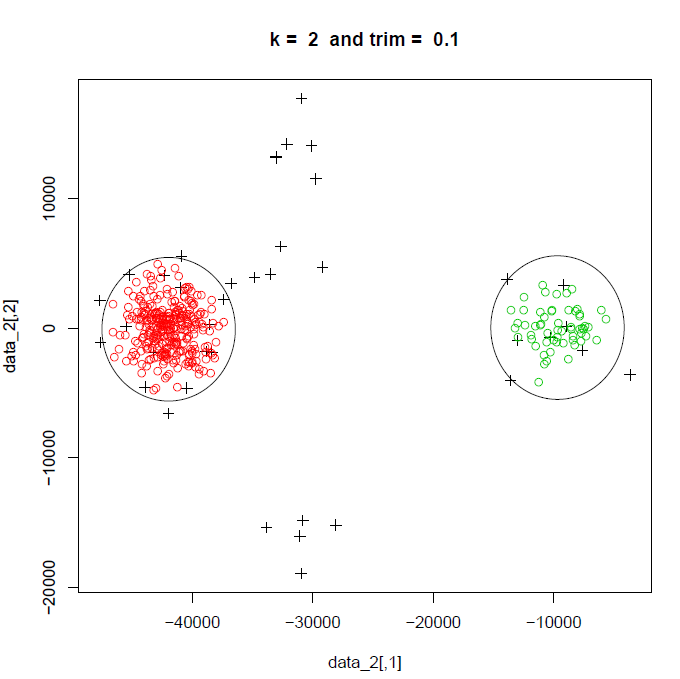 k = 2 and trim = 0.1
10000
0
−10000
−20000
data_2[,2]
−40000
−30000
−20000
−10000
data_2[,1]